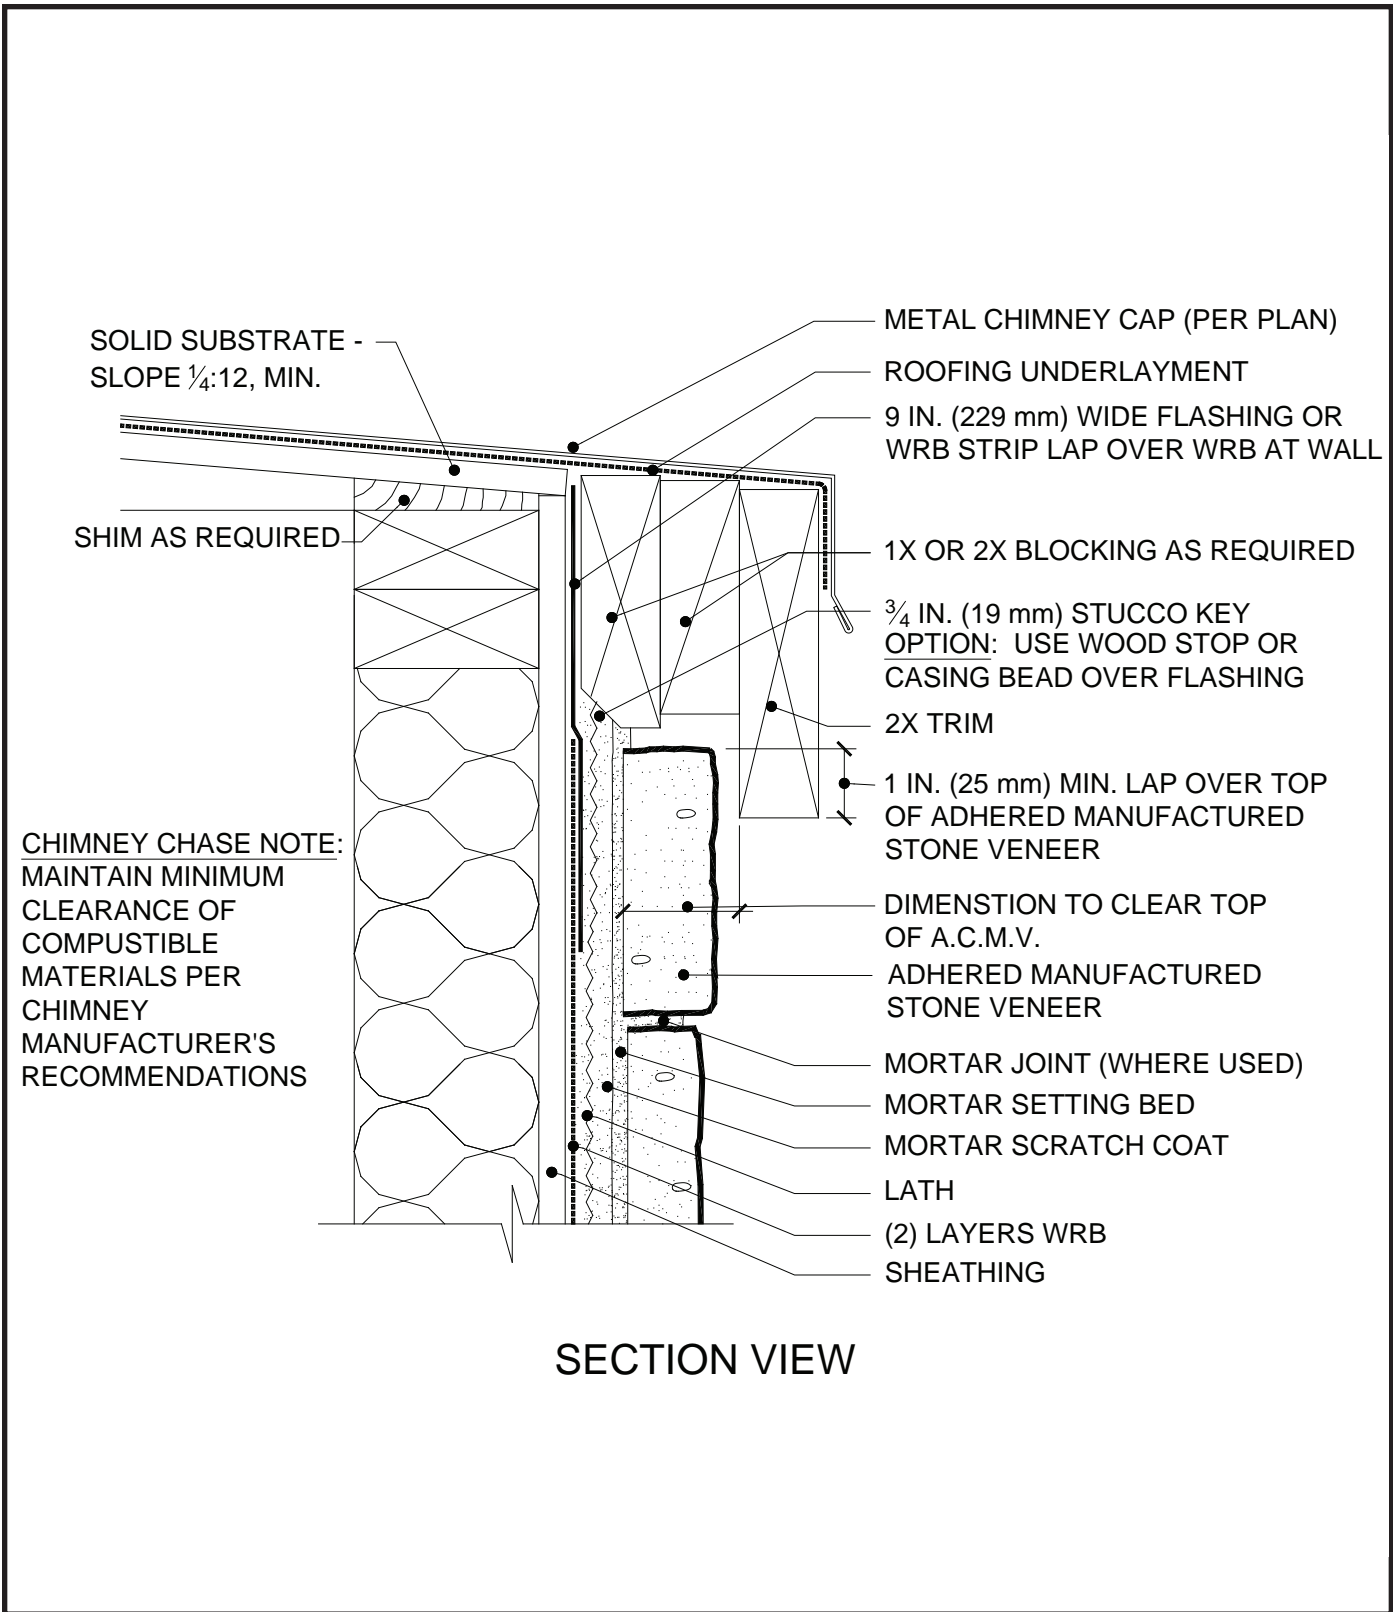 SOLID SUBSTRATE -
SLOPE ¼:12, MIN.
SHIM AS REQUIRED
CHIMNEY CHASE NOTE:
MAINTAIN MINIMUM
CLEARANCE OF
COMPUSTIBLE
MATERIALS PER
CHIMNEY
MANUFACTURER'S
RECOMMENDATIONS
METAL CHIMNEY CAP (PER PLAN)
ROOFING UNDERLAYMENT
9 IN. (229 mm) WIDE FLASHING OR
WRB STRIP LAP OVER WRB AT WALL
1X OR 2X BLOCKING AS REQUIRED
¾ IN. (19 mm) STUCCO KEY
OPTION: USE WOOD STOP OR
CASING BEAD OVER FLASHING
2X TRIM
1 IN. (25 mm) MIN. LAP OVER TOP
OF ADHERED MANUFACTURED
STONE VENEER
DIMENSTION TO CLEAR TOP
OF A.C.M.V.
ADHERED MANUFACTURED
STONE VENEER
MORTAR JOINT (WHERE USED)
MORTAR SETTING BED
MORTAR SCRATCH COAT
LATH
(2) LAYERS WRB
SHEATHING
SECTION VIEW